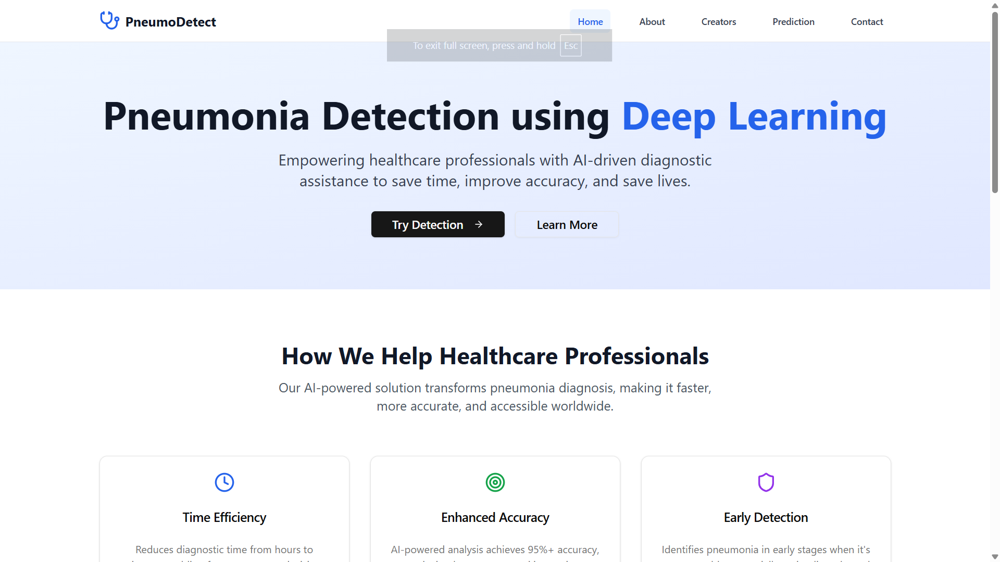 PneumoDetect
Home About Creators Prediction Contact
To exit full screen, press and hold Esc
Pneumonia Detection using Deep Learning
Empowering healthcare professionals with AI-driven diagnostic
assistance to save time, improve accuracy, and save lives.
Try Detection → Learn More
How We Help Healthcare Professionals
Our AI-powered solution transforms pneumonia diagnosis, making it faster,
more accurate, and accessible worldwide.
Time Efficiency
Reduces diagnostic time from hours to
Enhanced Accuracy
AI-powered analysis achieves 95%+ accuracy,
Early Detection
Identifies pneumonia in early stages when it's